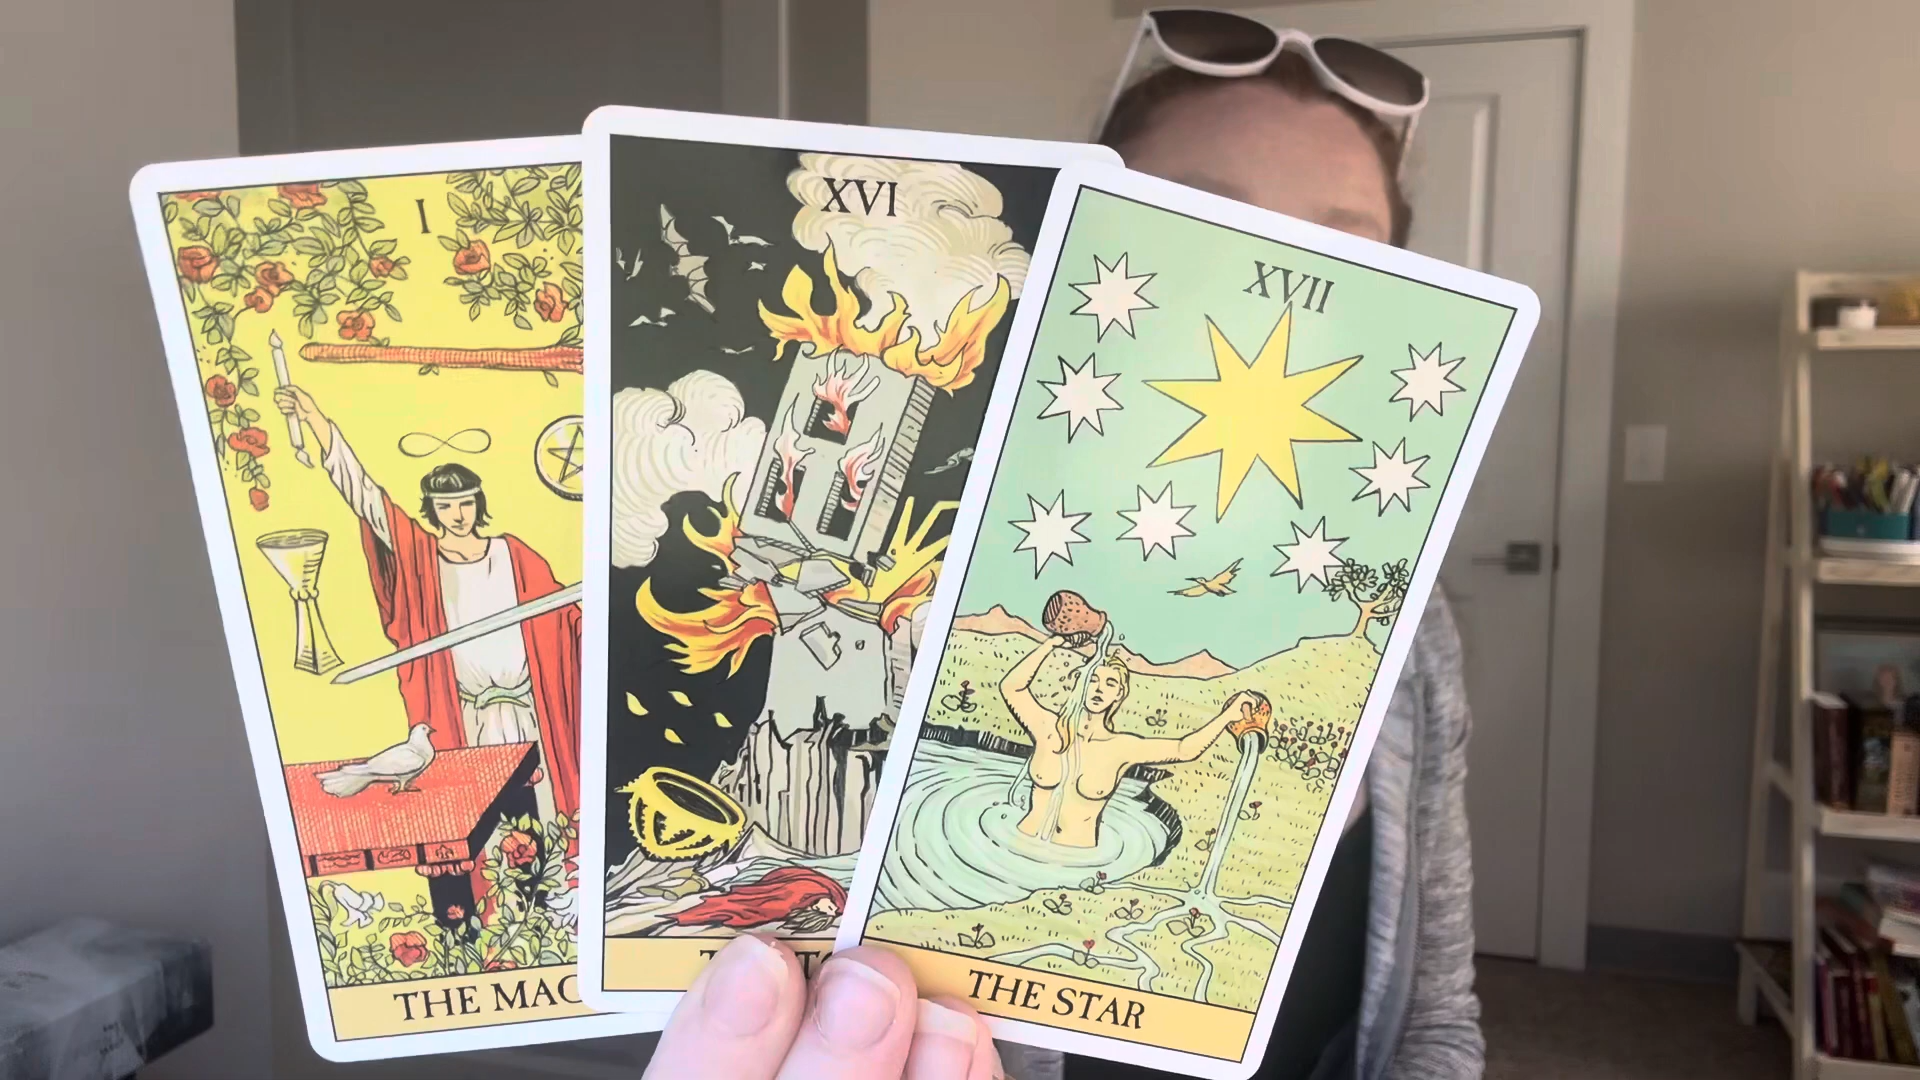 I
THE MAG
XVI
XVII
THE STAR